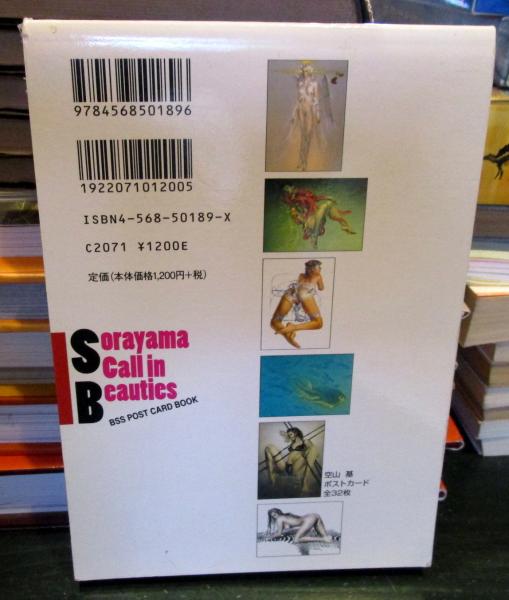 9784568501896
1922071012005
ISBN4-568-50189-X
C2071 ¥1200E
定価(本体価格1,200円+税)
Sorayama
Call in
Beauties
SB
BSS POST CARD BOOK
空山 基
ポストカード
全32枚